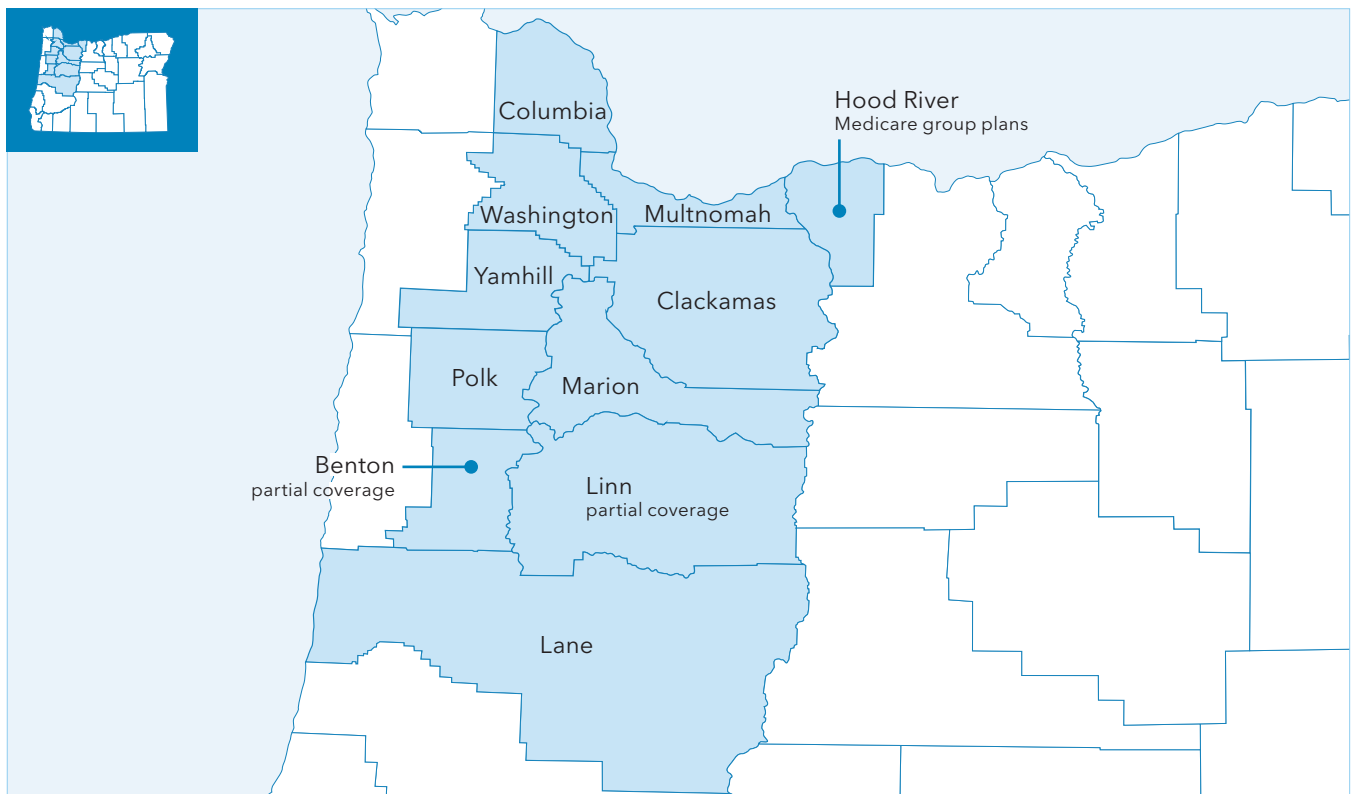 Columbia
Hood River
Medicare group plans
Washington
Multnomah
Yamhill
Clackamas
Polk
Marion
Benton
partial coverage
Linn
partial coverage
Lane